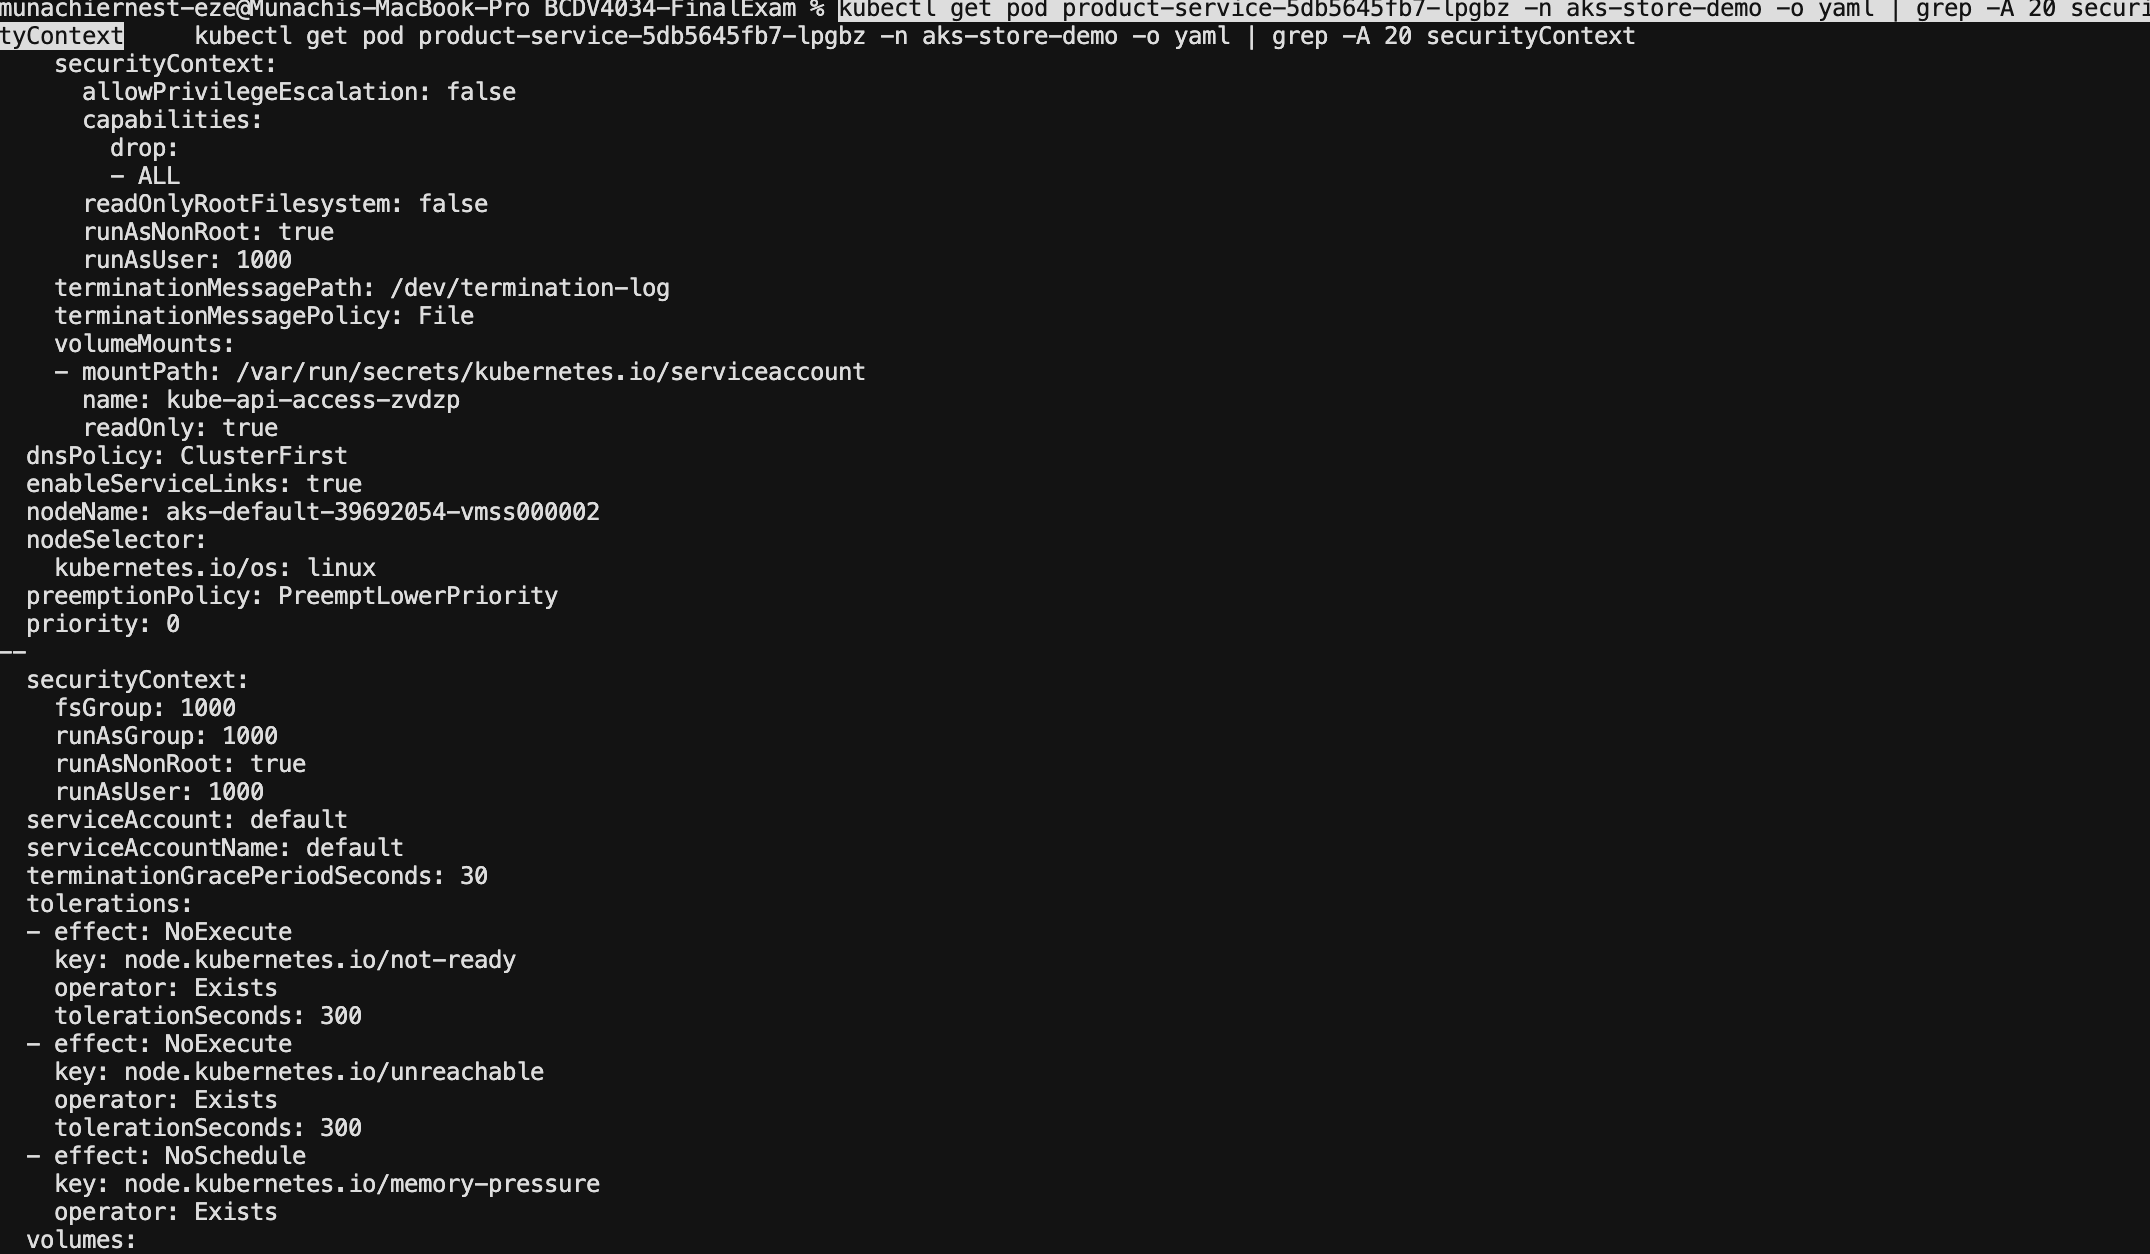 munachiernest-eze@Munachis-MacBook-Pro BCDV4034-FinalExam % kubectl get pod product-service-5db5645fb7-lpgbz -n aks-store-demo -o yaml | grep -A 20 securi
tyContext     kubectl get pod product-service-5db5645fb7-lpgbz -n aks-store-demo -o yaml | grep -A 20 securityContext
    securityContext:
      allowPrivilegeEscalation: false
      capabilities:
        drop:
        - ALL
      readOnlyRootFilesystem: false
      runAsNonRoot: true
      runAsUser: 1000
    terminationMessagePath: /dev/termination-log
    terminationMessagePolicy: File
    volumeMounts:
    - mountPath: /var/run/secrets/kubernetes.io/serviceaccount
      name: kube-api-access-zvdzp
      readOnly: true
  dnsPolicy: ClusterFirst
  enableServiceLinks: true
  nodeName: aks-default-39692054-vmss000002
  nodeSelector:
    kubernetes.io/os: linux
  preemptionPolicy: PreemptLowerPriority
  priority: 0
--
  securityContext:
    fsGroup: 1000
    runAsGroup: 1000
    runAsNonRoot: true
    runAsUser: 1000
  serviceAccount: default
  serviceAccountName: default
  terminationGracePeriodSeconds: 30
  tolerations:
  - effect: NoExecute
    key: node.kubernetes.io/not-ready
    operator: Exists
    tolerationSeconds: 300
  - effect: NoExecute
    key: node.kubernetes.io/unreachable
    operator: Exists
    tolerationSeconds: 300
  - effect: NoSchedule
    key: node.kubernetes.io/memory-pressure
    operator: Exists
  volumes: